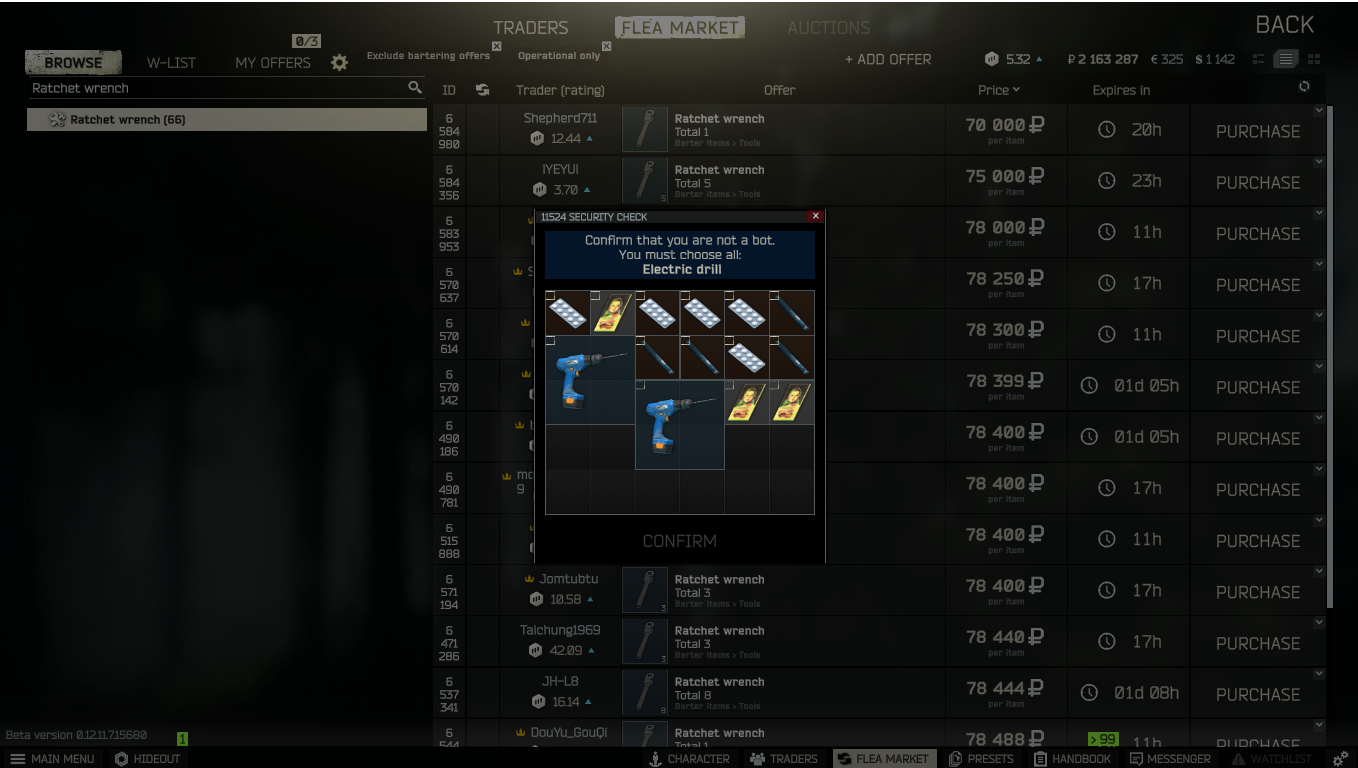 TRADERS
FLEA MARKET
AUCTIONS
BACK
0/3
BROWSE
W-LIST
MY OFFERS
Exclude bartering offers
Operational only
+ ADD OFFER
5.32
₽ 2 163 287
€ 325
$ 1 142
Ratchet wrench
ID
Trader (rating)
Offer
Price
Expires in
Ratchet wrench (66)
6 584 980
Shepherd711
12.44
Ratchet wrench
Total 1
Barter items > Tools
70 000 ₽
per item
20h
PURCHASE
6 584 356
IYEYUI
3.70
5
Ratchet wrench
Total 5
Barter items > Tools
75 000 ₽
per item
23h
PURCHASE
6 583 953
78 000 ₽
per item
11h
PURCHASE
6 570 637
S
78 250 ₽
per item
17h
PURCHASE
6 570 614
78 300 ₽
per item
11h
PURCHASE
6 570 142
78 399 ₽
per item
01d 05h
PURCHASE
6 490 186
78 400 ₽
per item
01d 05h
PURCHASE
6 490 781
9
78 400 ₽
per item
17h
PURCHASE
6 515 888
78 400 ₽
per item
11h
PURCHASE
6 571 194
Jomtubtu
10.58
3
Ratchet wrench
Total 3
Barter items > Tools
78 400 ₽
per item
17h
PURCHASE
6 471 286
Taichung1969
42.09
3
Ratchet wrench
Total 3
Barter items > Tools
78 440 ₽
per item
17h
PURCHASE
6 537 341
JH-L8
16.14
8
Ratchet wrench
Total 8
Barter items > Tools
78 444 ₽
per item
01d 08h
PURCHASE
6 544
DouYu_GouQi
Ratchet wrench
Total 1
78 488 ₽
>99
11h
PURCHASE
11524 SECURITY CHECK
Confirm that you are not a bot.
You must choose all:
Electric drill
CONFIRM
Beta version 0.12.11.7.15680
1
MAIN MENU
HIDEOUT
CHARACTER
TRADERS
FLEA MARKET
PRESETS
HANDBOOK
MESSENGER
WATCHLIST